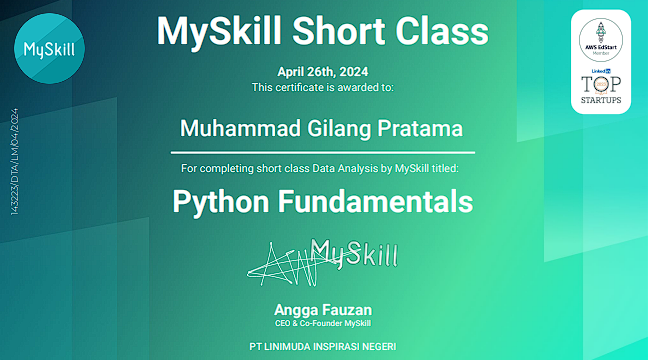 MySkill
MySkill Short Class
AWS EdStart
Member
LinkedIn
TOP
STARTUPS
April 26th, 2024
This certificate is awarded to:
143223/DTA/LM/04/2024
Muhammad Gilang Pratama
For completing short class Data Analysis by MySkill titled:
Python Fundamentals
MySkill
Angga Fauzan
CEO & Co-Founder MySkill
PT LINIMUDA INSPIRASI NEGERI